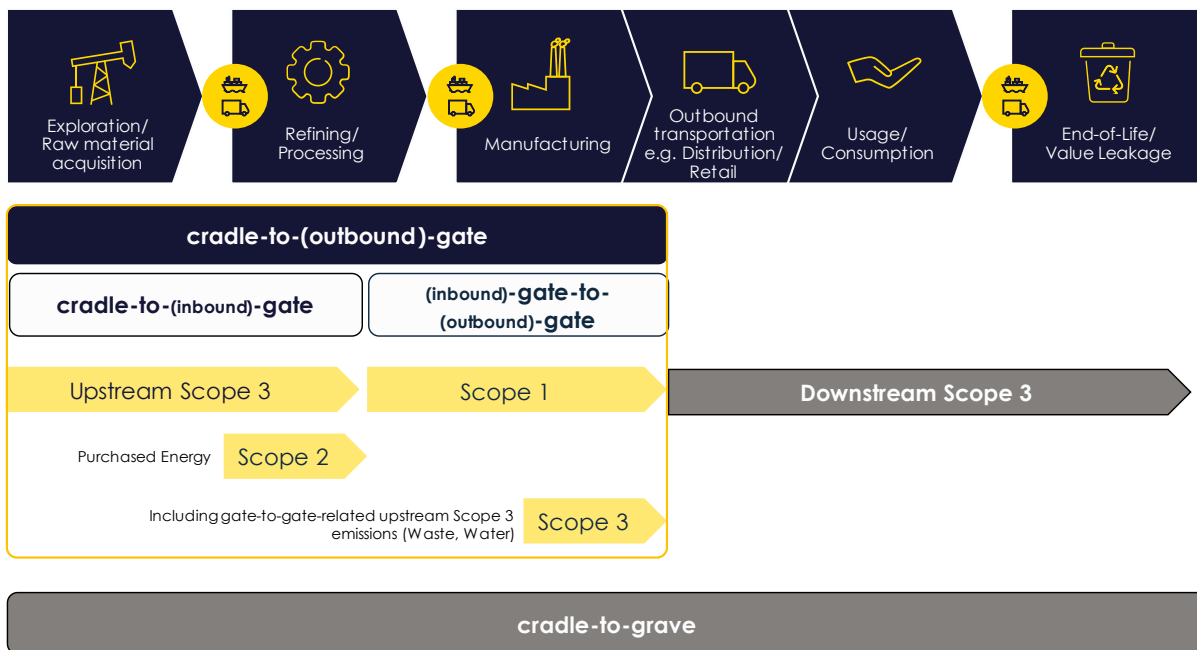 Exploration/
Raw material
acquisition
Refining/
Processing
Manufacturing
Outbound
transportation
e.g. Distribution/
Retail
Usage/
Consumption
End-of-Life/
Value Leakage
cradle-to-(outbound)-gate
cradle-to-(inbound)-gate
(inbound)-gate-to-
(outbound)-gate
Upstream Scope 3
Scope 1
Downstream Scope 3
Purchased Energy
Scope 2
Including gate-to-gate-related upstream Scope 3
emissions (Waste, Water)
Scope 3
cradle-to-grave